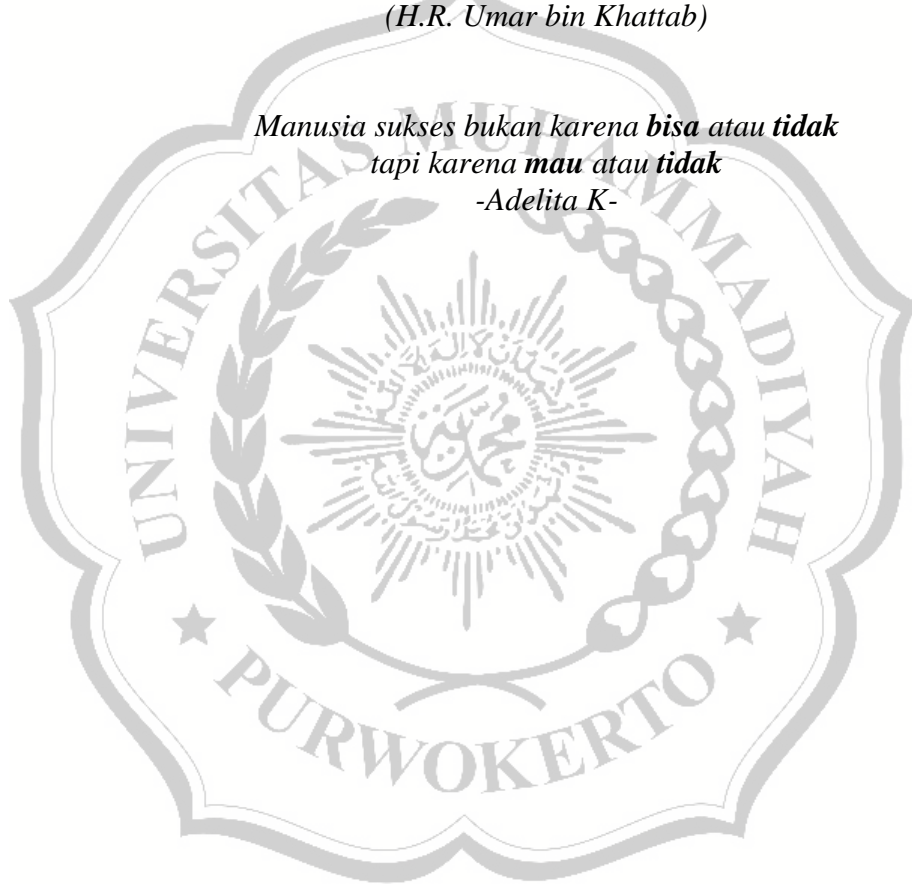 (H.R. Umar bin Khattab)
Manusia sukses bukan karena bisa atau tidak
tapi karena mau atau tidak
-Adelita K-
UNIVERSITAS MUHAMMADIYAH
PURWOKERTO